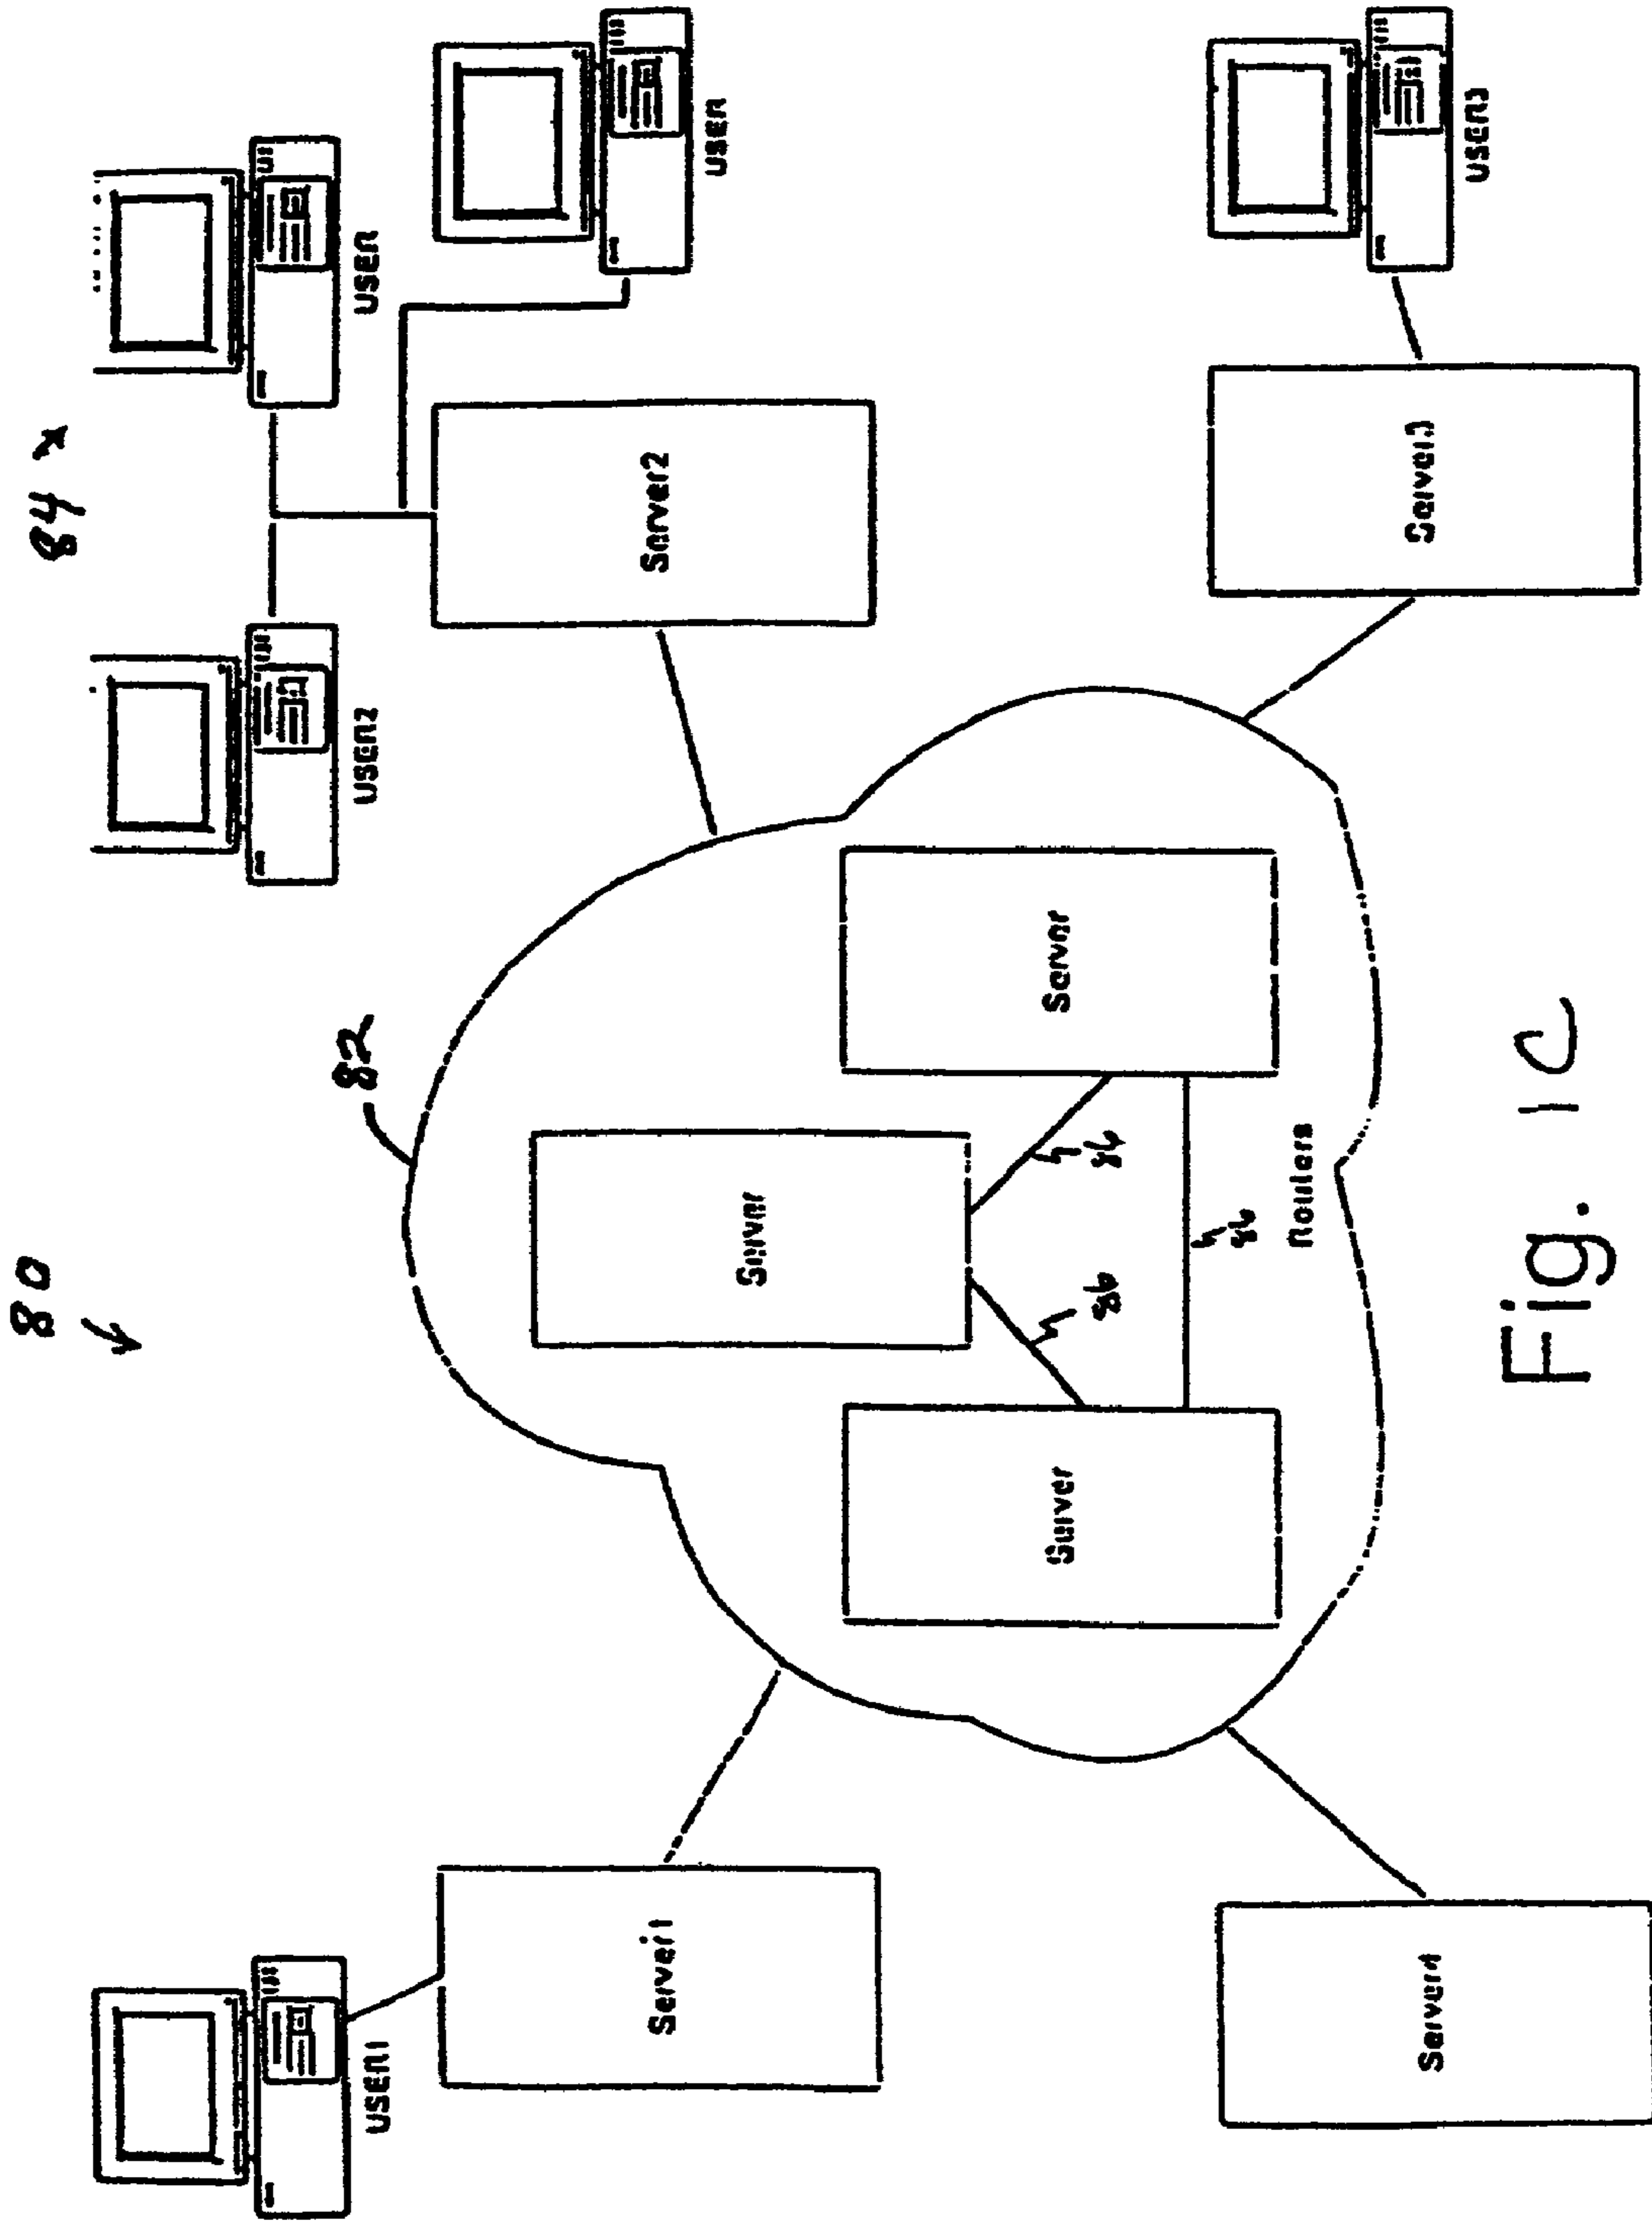 80
84
USER1
USER2
USER
USER
82
Server1
Server2
Server
86
86
Server
Server
86
Routers
Server4
Server3
USER3
Fig. 1C